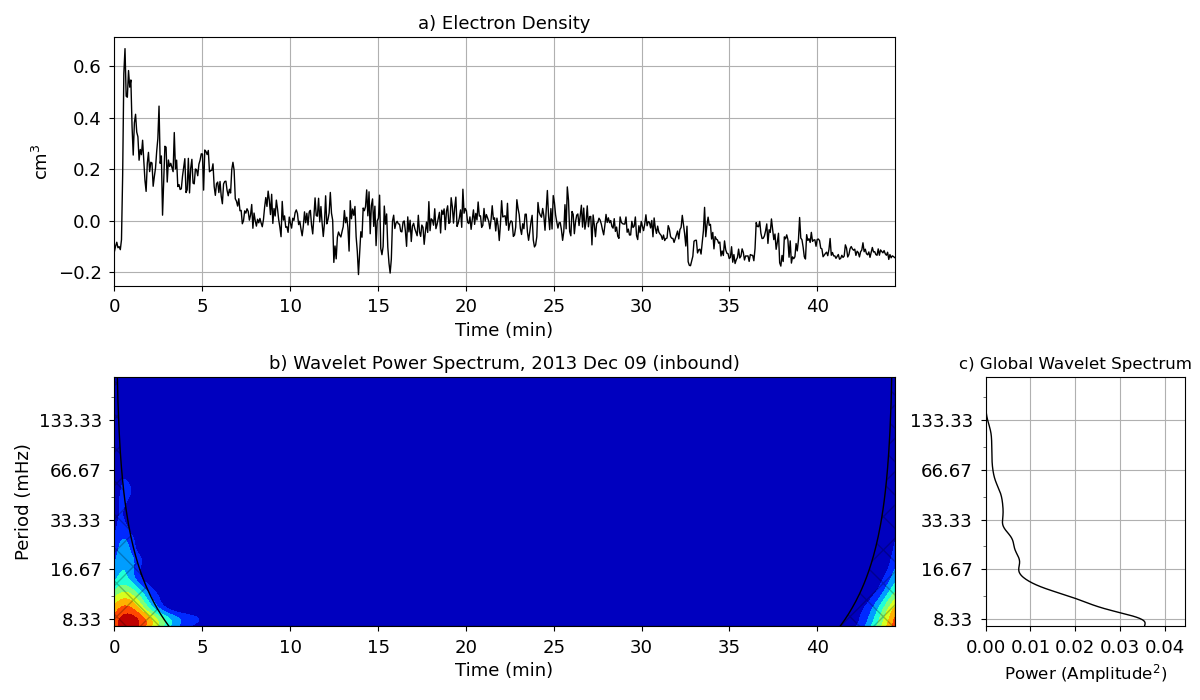 a) Electron Density
0.6
0.4
0.2
0.0
−0.2
cm³
0 5 10 15 20 25 30 35 40
Time (min)
b) Wavelet Power Spectrum, 2013 Dec 09 (inbound)
133.33
66.67
33.33
16.67
8.33
Period (mHz)
0 5 10 15 20 25 30 35 40
Time (min)
c) Global Wavelet Spectrum
133.33
66.67
33.33
16.67
8.33
0.00 0.01 0.02 0.03 0.04
Power (Amplitude²)